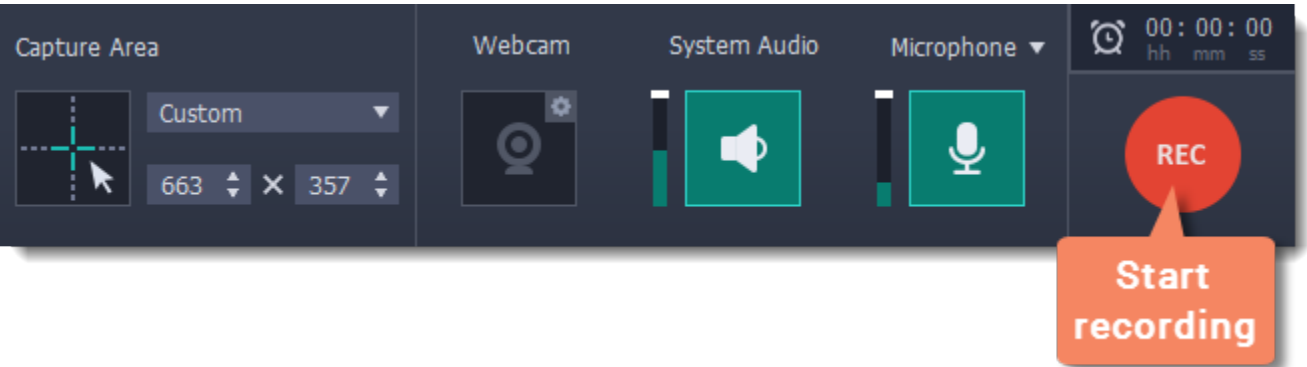 Capture Area
Custom
663 × 357
Webcam
System Audio
Microphone
00: 00: 00
hh mm ss
REC
Start
recording